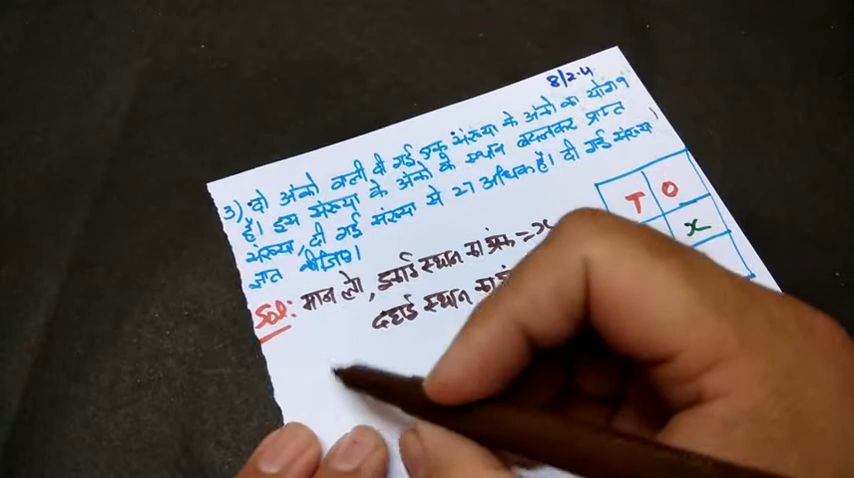 8/2.4
3) दो अंको वाली दी गई एक संख्या के अंको का योग 9
है। इस संख्या के अंको के स्थान बदलकर प्राप्त
संख्या, दी गई संख्या से 27 अधिक है। दी गई संख्या
ज्ञात कीजिए।
T O
x
Sol: मान लो, इकाई स्थान का अंक = x
दहाई स्थान का